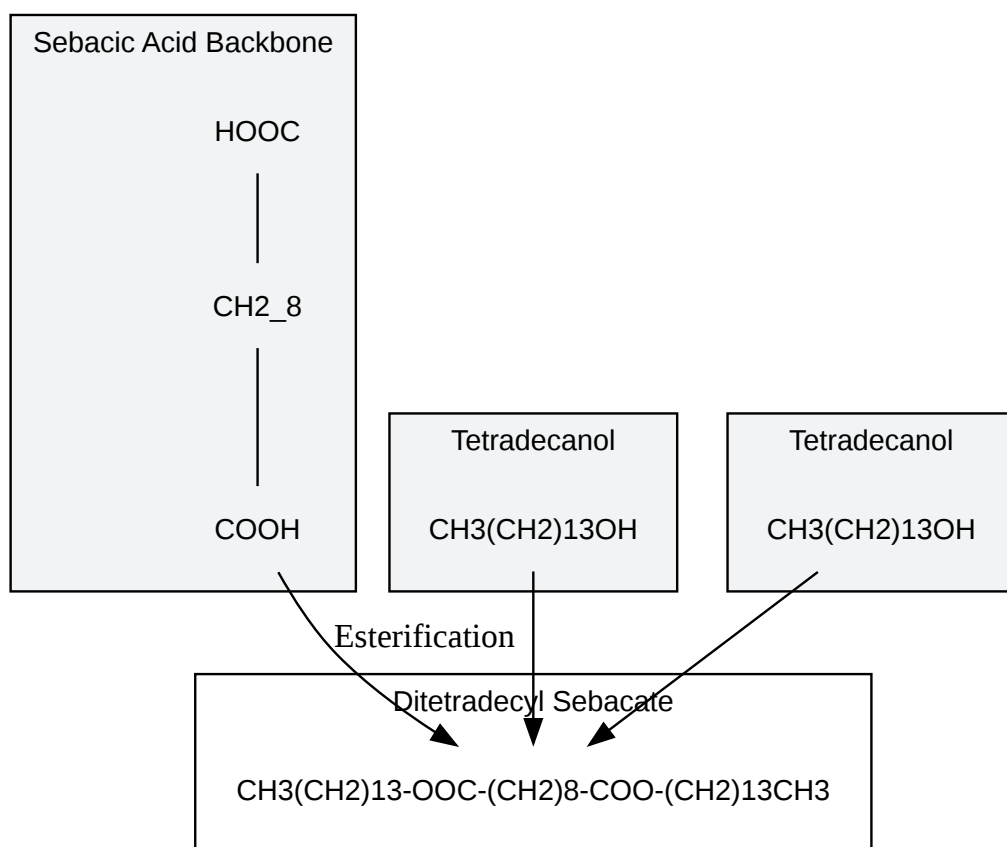 Sebacic Acid Backbone
HOOC
CH2_8
COOH
Tetradecanol
CH3(CH2)13OH
Tetradecanol
CH3(CH2)13OH
Esterification
Ditetradecyl Sebacate
CH3(CH2)13-OOC-(CH2)8-COO-(CH2)13CH3